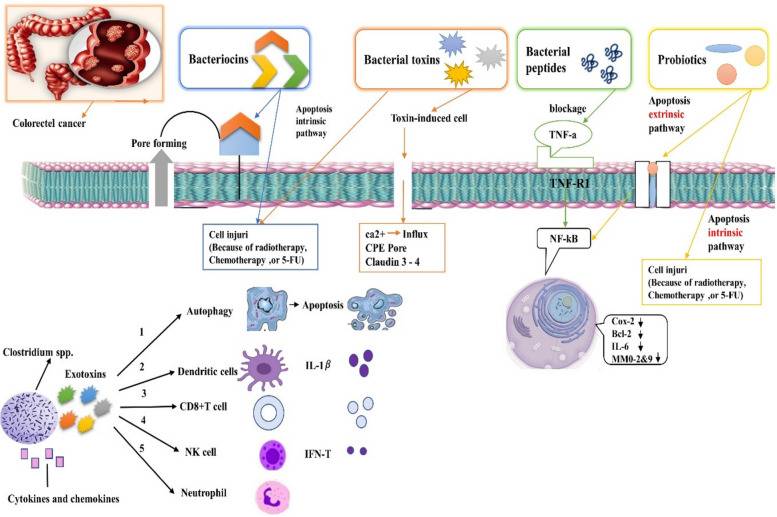 Bacteriocins
Bacterial toxins
Bacterial
peptides
Probiotics
Colorectel cancer
Pore forming
Apoptosis
intrinsic
pathway
Toxin-induced cell
blockage
TNF-a
Apoptosis
extrinsic
pathway
TNF-R1
Cell injuri
(Because of radiotherapy,
Chemotherapy ,or 5-FU)
ca2+ Influx
CPE Pore
Claudin 3 - 4
NF-kB
Apoptosis
intrinsic
pathway
Cell injuri
(Because of radiotherapy,
Chemotherapy ,or 5-FU)
Cox-2
Bcl-2
IL-6
MM0-2&9
Clostridium spp.
Exotoxins
Cytokines and chemokines
1
Autophagy
Apoptosis
2
Dendritic cells
IL-1β
3
CD8+T cell
4
NK cell
IFN-T
5
Neutrophil